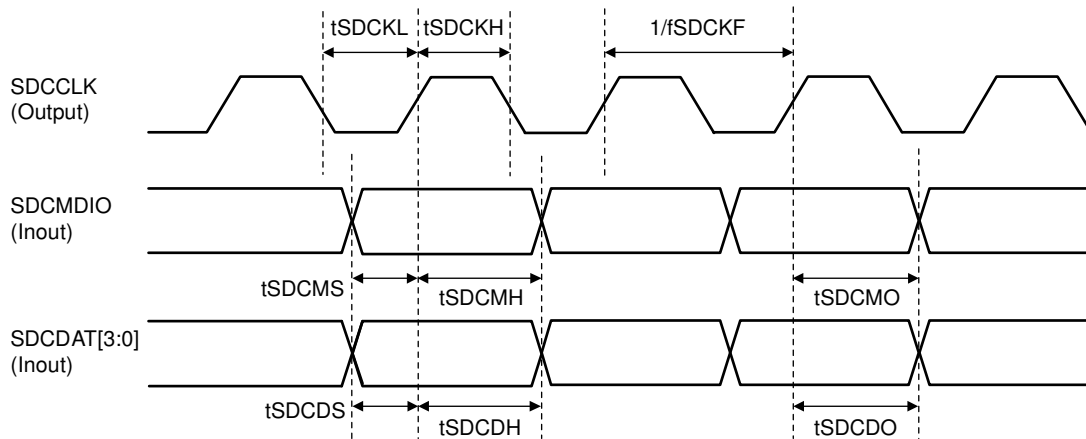 tSDCKL tSDCKH 1/fSDCKF
SDCCLK
(Output)
SDCMDIO
(Inout)
tSDCMS tSDCMH tSDCMO
SDCDAT[3:0]
(Inout)
tSDCDS tSDCDH tSDCDO